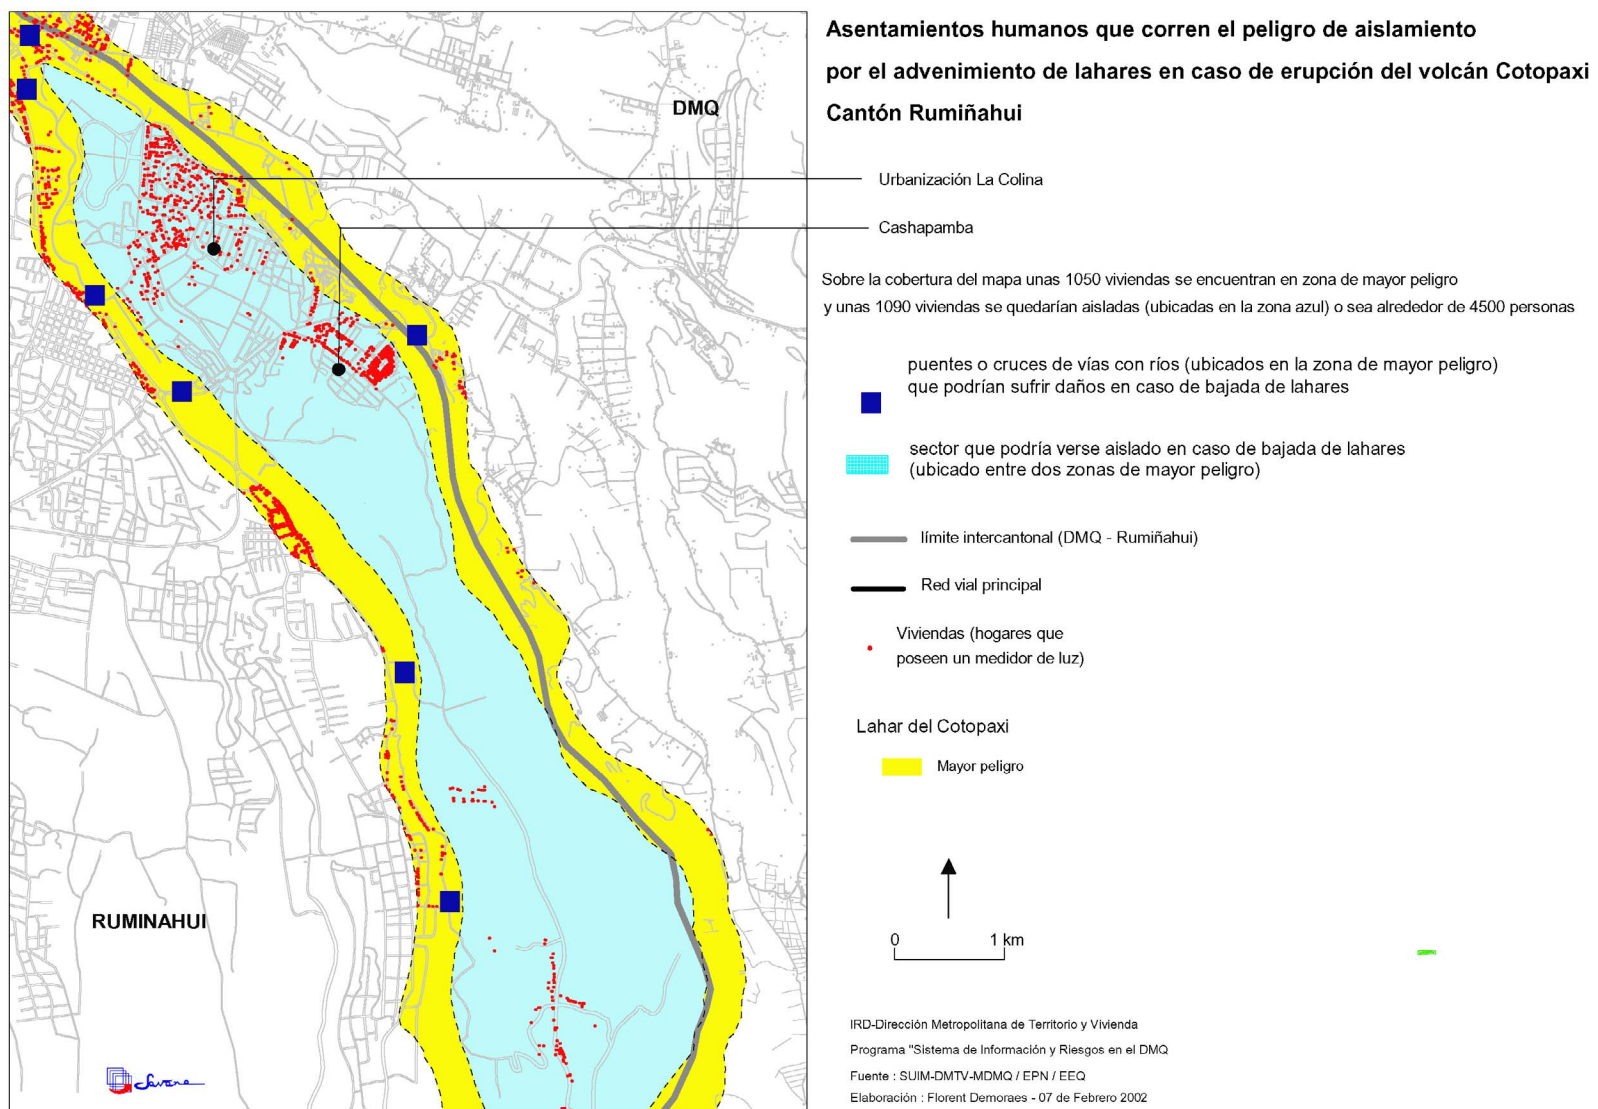 Asentamientos humanos que corren el peligro de aislamiento
por el advenimiento de lahares en caso de erupción del volcán Cotopaxi
Cantón Rumiñahui
DMQ
Urbanización La Colina
Cashapamba
Sobre la cobertura del mapa unas 1050 viviendas se encuentran en zona de mayor peligro
y unas 1090 viviendas se quedarían aisladas (ubicadas en la zona azul) o sea alrededor de 4500 personas
puentes o cruces de vías con ríos (ubicados en la zona de mayor peligro)
que podrían sufrir daños en caso de bajada de lahares
sector que podría verse aislado en caso de bajada de lahares
(ubicado entre dos zonas de mayor peligro)
límite intercantonal (DMQ - Rumiñahui)
Red vial principal
Viviendas (hogares que
poseen un medidor de luz)
Lahar del Cotopaxi
Mayor peligro
RUMINAHUI
0 1 km
IRD-Dirección Metropolitana de Territorio y Vivienda
Programa "Sistema de Información y Riesgos en el DMQ
Fuente : SUIM-DMTV-MDMQ / EPN / EEQ
Elaboración : Florent Demoraes - 07 de Febrero 2002
Savane